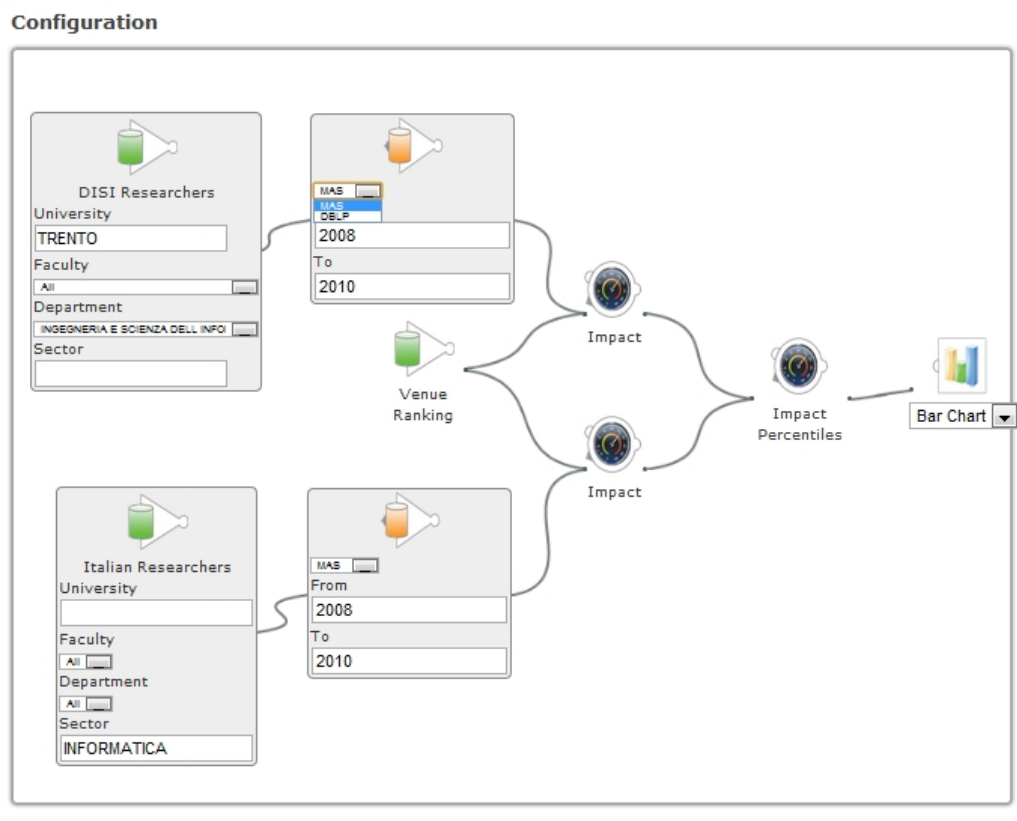 Configuration
DISI Researchers
University
TRENTO
Faculty
All
Department
INGEGNERIA E SCIENZA DELL INFO
Sector
MAS
MAS
DBLP
2008
To
2010
Venue
Ranking
Impact
Impact
Impact
Percentiles
Bar Chart
Italian Researchers
University
Faculty
All
Department
All
Sector
INFORMATICA
MAS
From
2008
To
2010